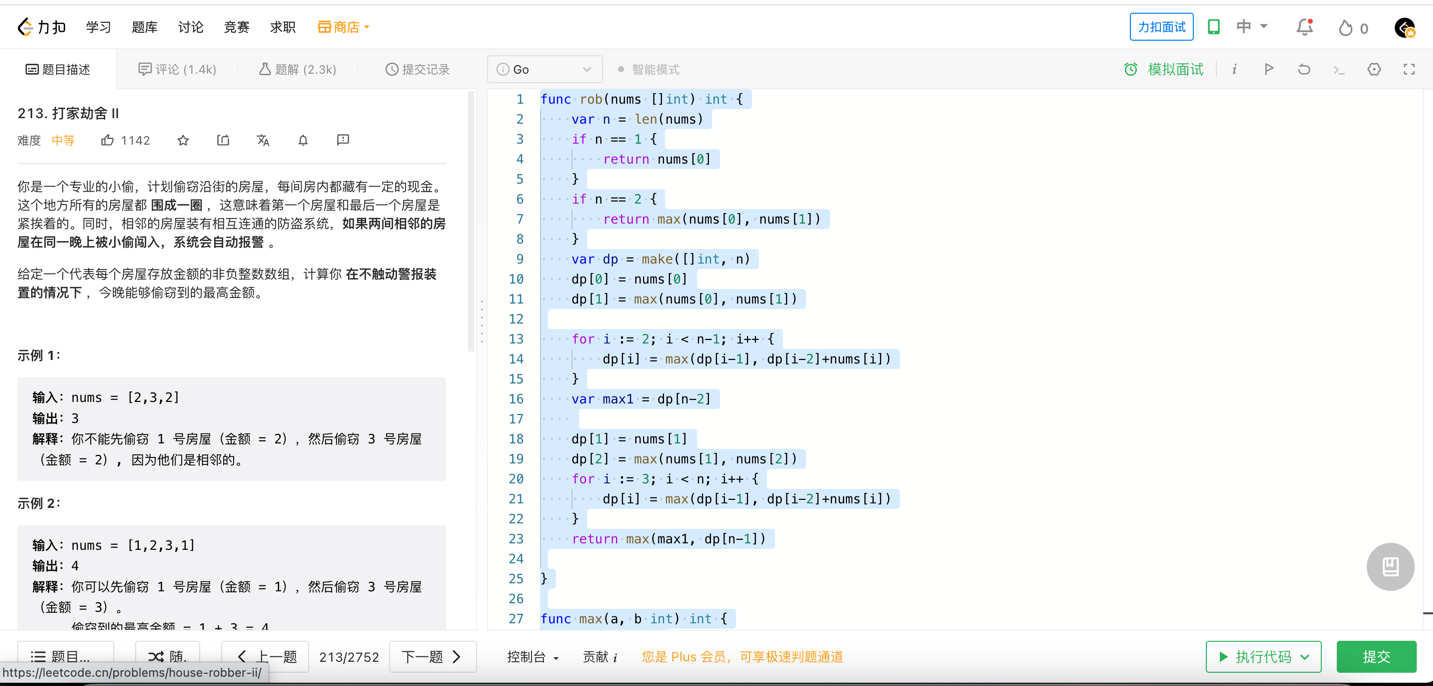 力扣 学习 题库 讨论 竞赛 求职 商店 力扣面试 中 0
题目描述 评论 (1.4k) 题解 (2.3k) 提交记录 i Go 智能模式 模拟面试 i
213. 打家劫舍 II
难度 中等 1142
你是一个专业的小偷，计划偷窃沿街的房屋，每间房内都藏有一定的现金。
这个地方所有的房屋都 围成一圈 ，这意味着第一个房屋和最后一个房屋是
紧挨着的。同时，相邻的房屋装有相互连通的防盗系统，如果两间相邻的房
屋在同一晚上被小偷闯入，系统会自动报警 。
给定一个代表每个房屋存放金额的非负整数数组，计算你 在不触动警报装
置的情况下 ，今晚能够偷窃到的最高金额。
示例 1：
输入：nums = [2,3,2]
输出：3
解释：你不能先偷窃 1 号房屋（金额 = 2），然后偷窃 3 号房屋
（金额 = 2）, 因为他们是相邻的。
示例 2：
输入：nums = [1,2,3,1]
输出：4
解释：你可以先偷窃 1 号房屋（金额 = 1），然后偷窃 3 号房屋
（金额 = 3）。
偷窃到的最高金额 = 1 + 3 = 4
1 func rob(nums []int) int {
2     var n = len(nums)
3     if n == 1 {
4         return nums[0]
5     }
6     if n == 2 {
7         return max(nums[0], nums[1])
8     }
9     var dp = make([]int, n)
10     dp[0] = nums[0]
11     dp[1] = max(nums[0], nums[1])
12
13     for i := 2; i < n-1; i++ {
14         dp[i] = max(dp[i-1], dp[i-2]+nums[i])
15     }
16     var max1 = dp[n-2]
17
18     dp[1] = nums[1]
19     dp[2] = max(nums[1], nums[2])
20     for i := 3; i < n; i++ {
21         dp[i] = max(dp[i-1], dp[i-2]+nums[i])
22     }
23     return max(max1, dp[n-1])
24
25 }
26
27 func max(a, b int) int {
题目... 随. 上一题 213/2752 下一题 控制台 贡献 i 您是 Plus 会员，可享极速判题通道 执行代码 提交
https://leetcode.cn/problems/house-robber-ii/